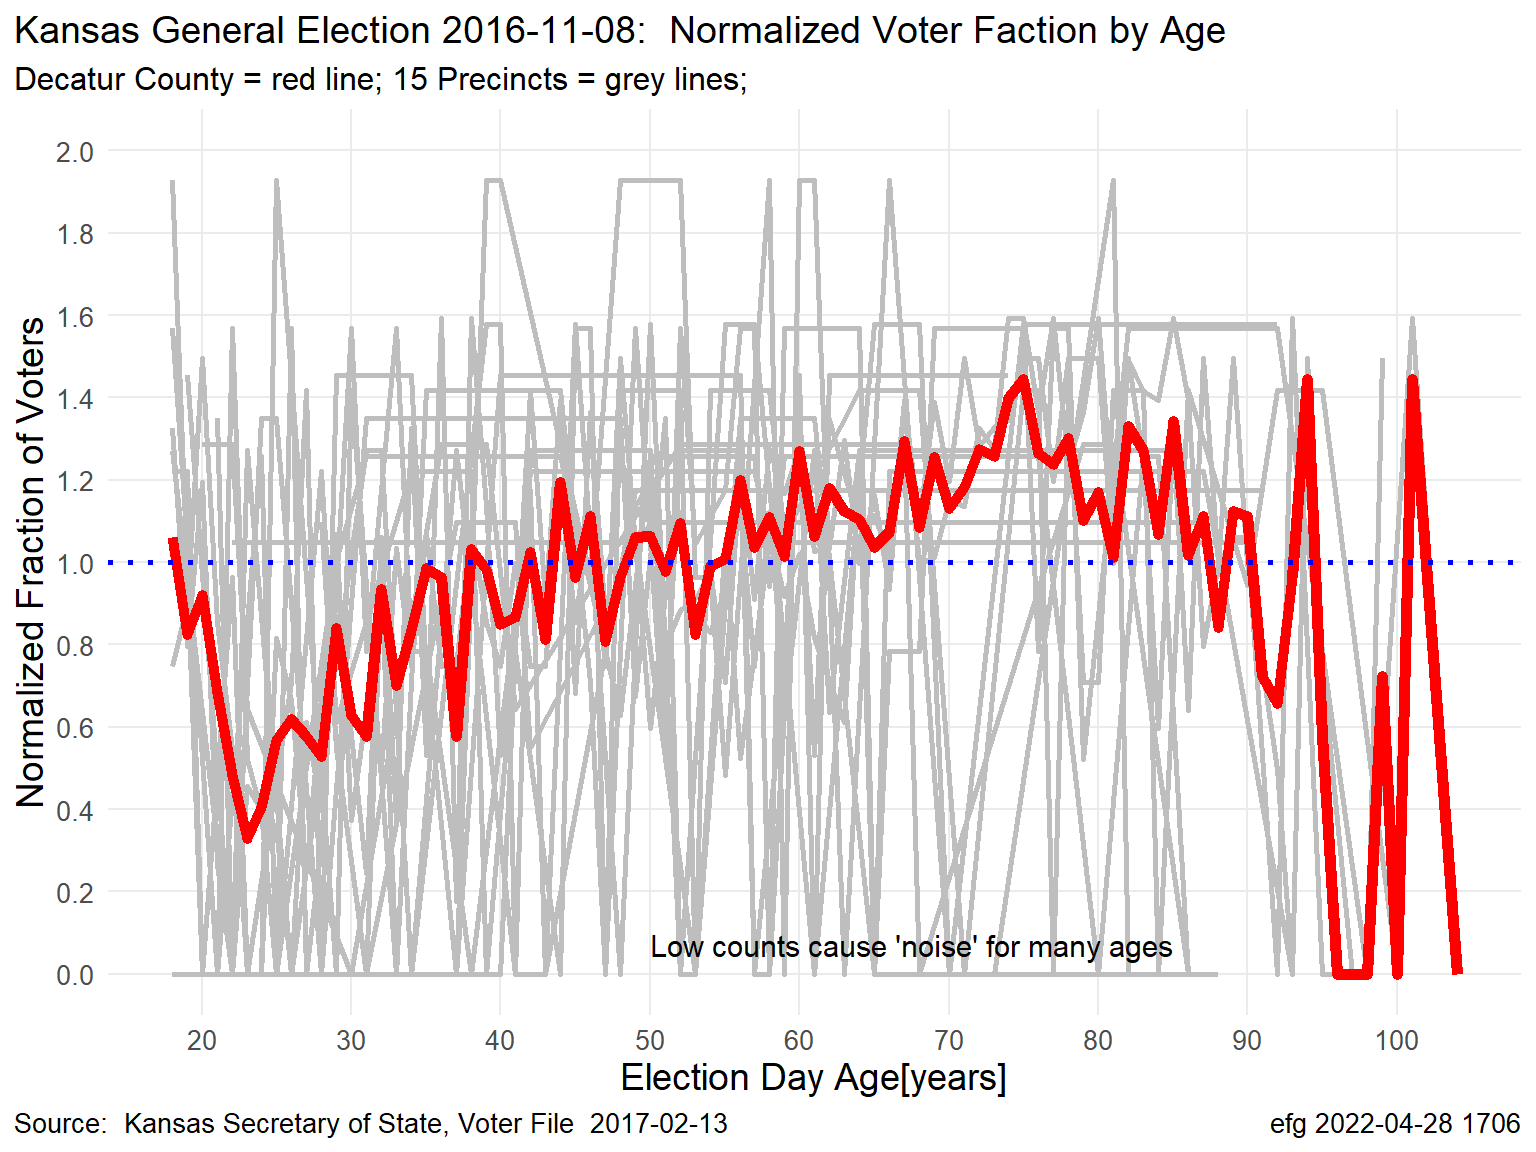 Kansas General Election 2016-11-08:  Normalized Voter Faction by Age
Decatur County = red line; 15 Precincts = grey lines;
Normalized Fraction of Voters
2.0
1.8
1.6
1.4
1.2
1.0
0.8
0.6
0.4
0.2
0.0
Low counts cause 'noise' for many ages
20 30 40 50 60 70 80 90 100
Election Day Age[years]
Source:  Kansas Secretary of State, Voter File  2017-02-13
efg 2022-04-28 1706